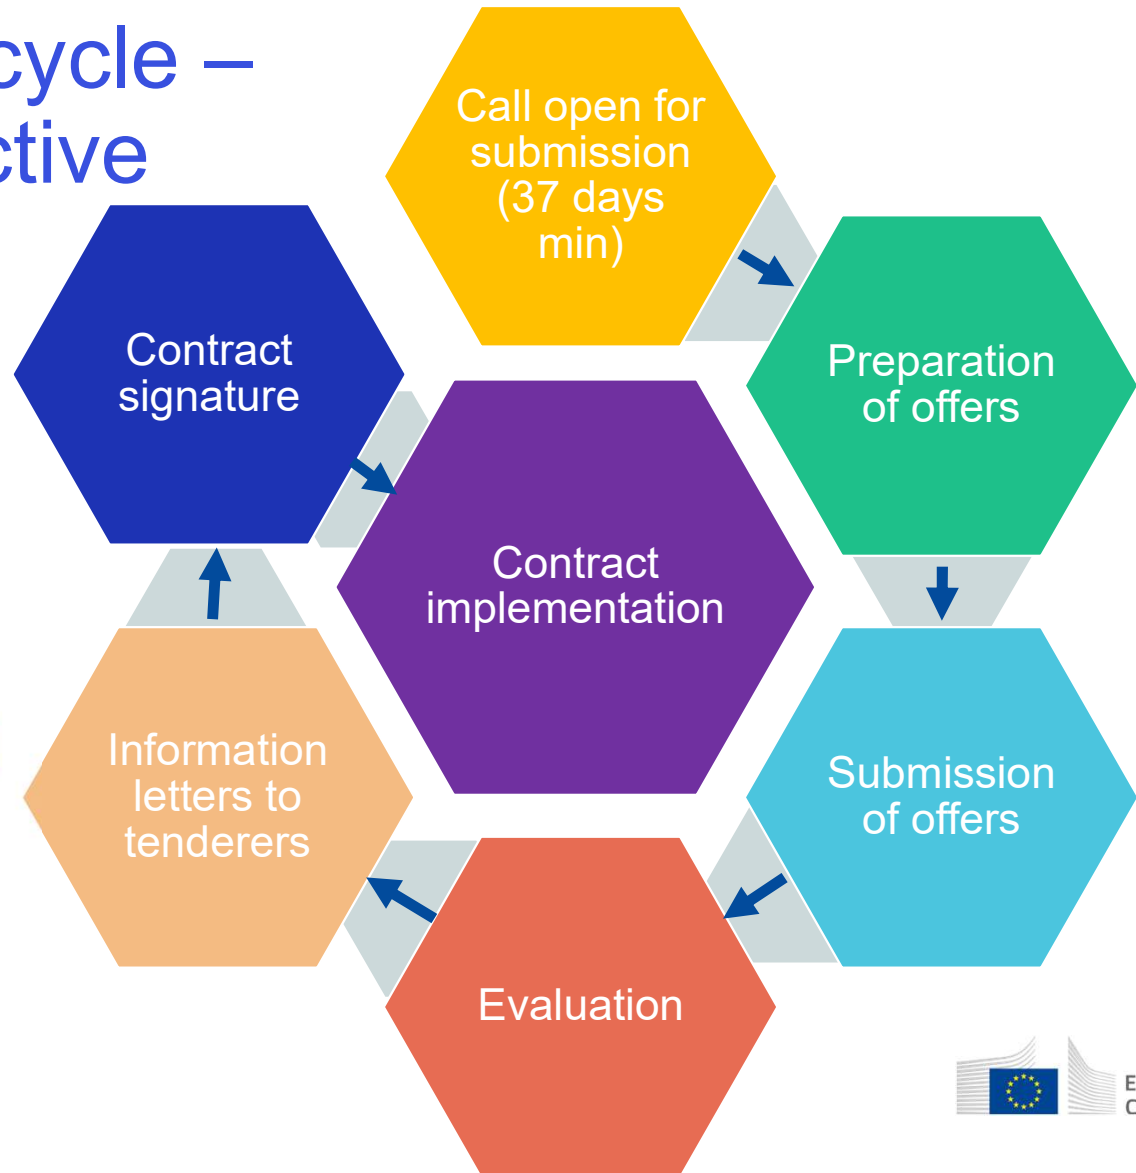 cycle –
ctive
Call open for
submission
(37 days
min)
Preparation
of offers
Submission
of offers
Evaluation
Information
letters to
tenderers
Contract
signature
Contract
implementation
E
C